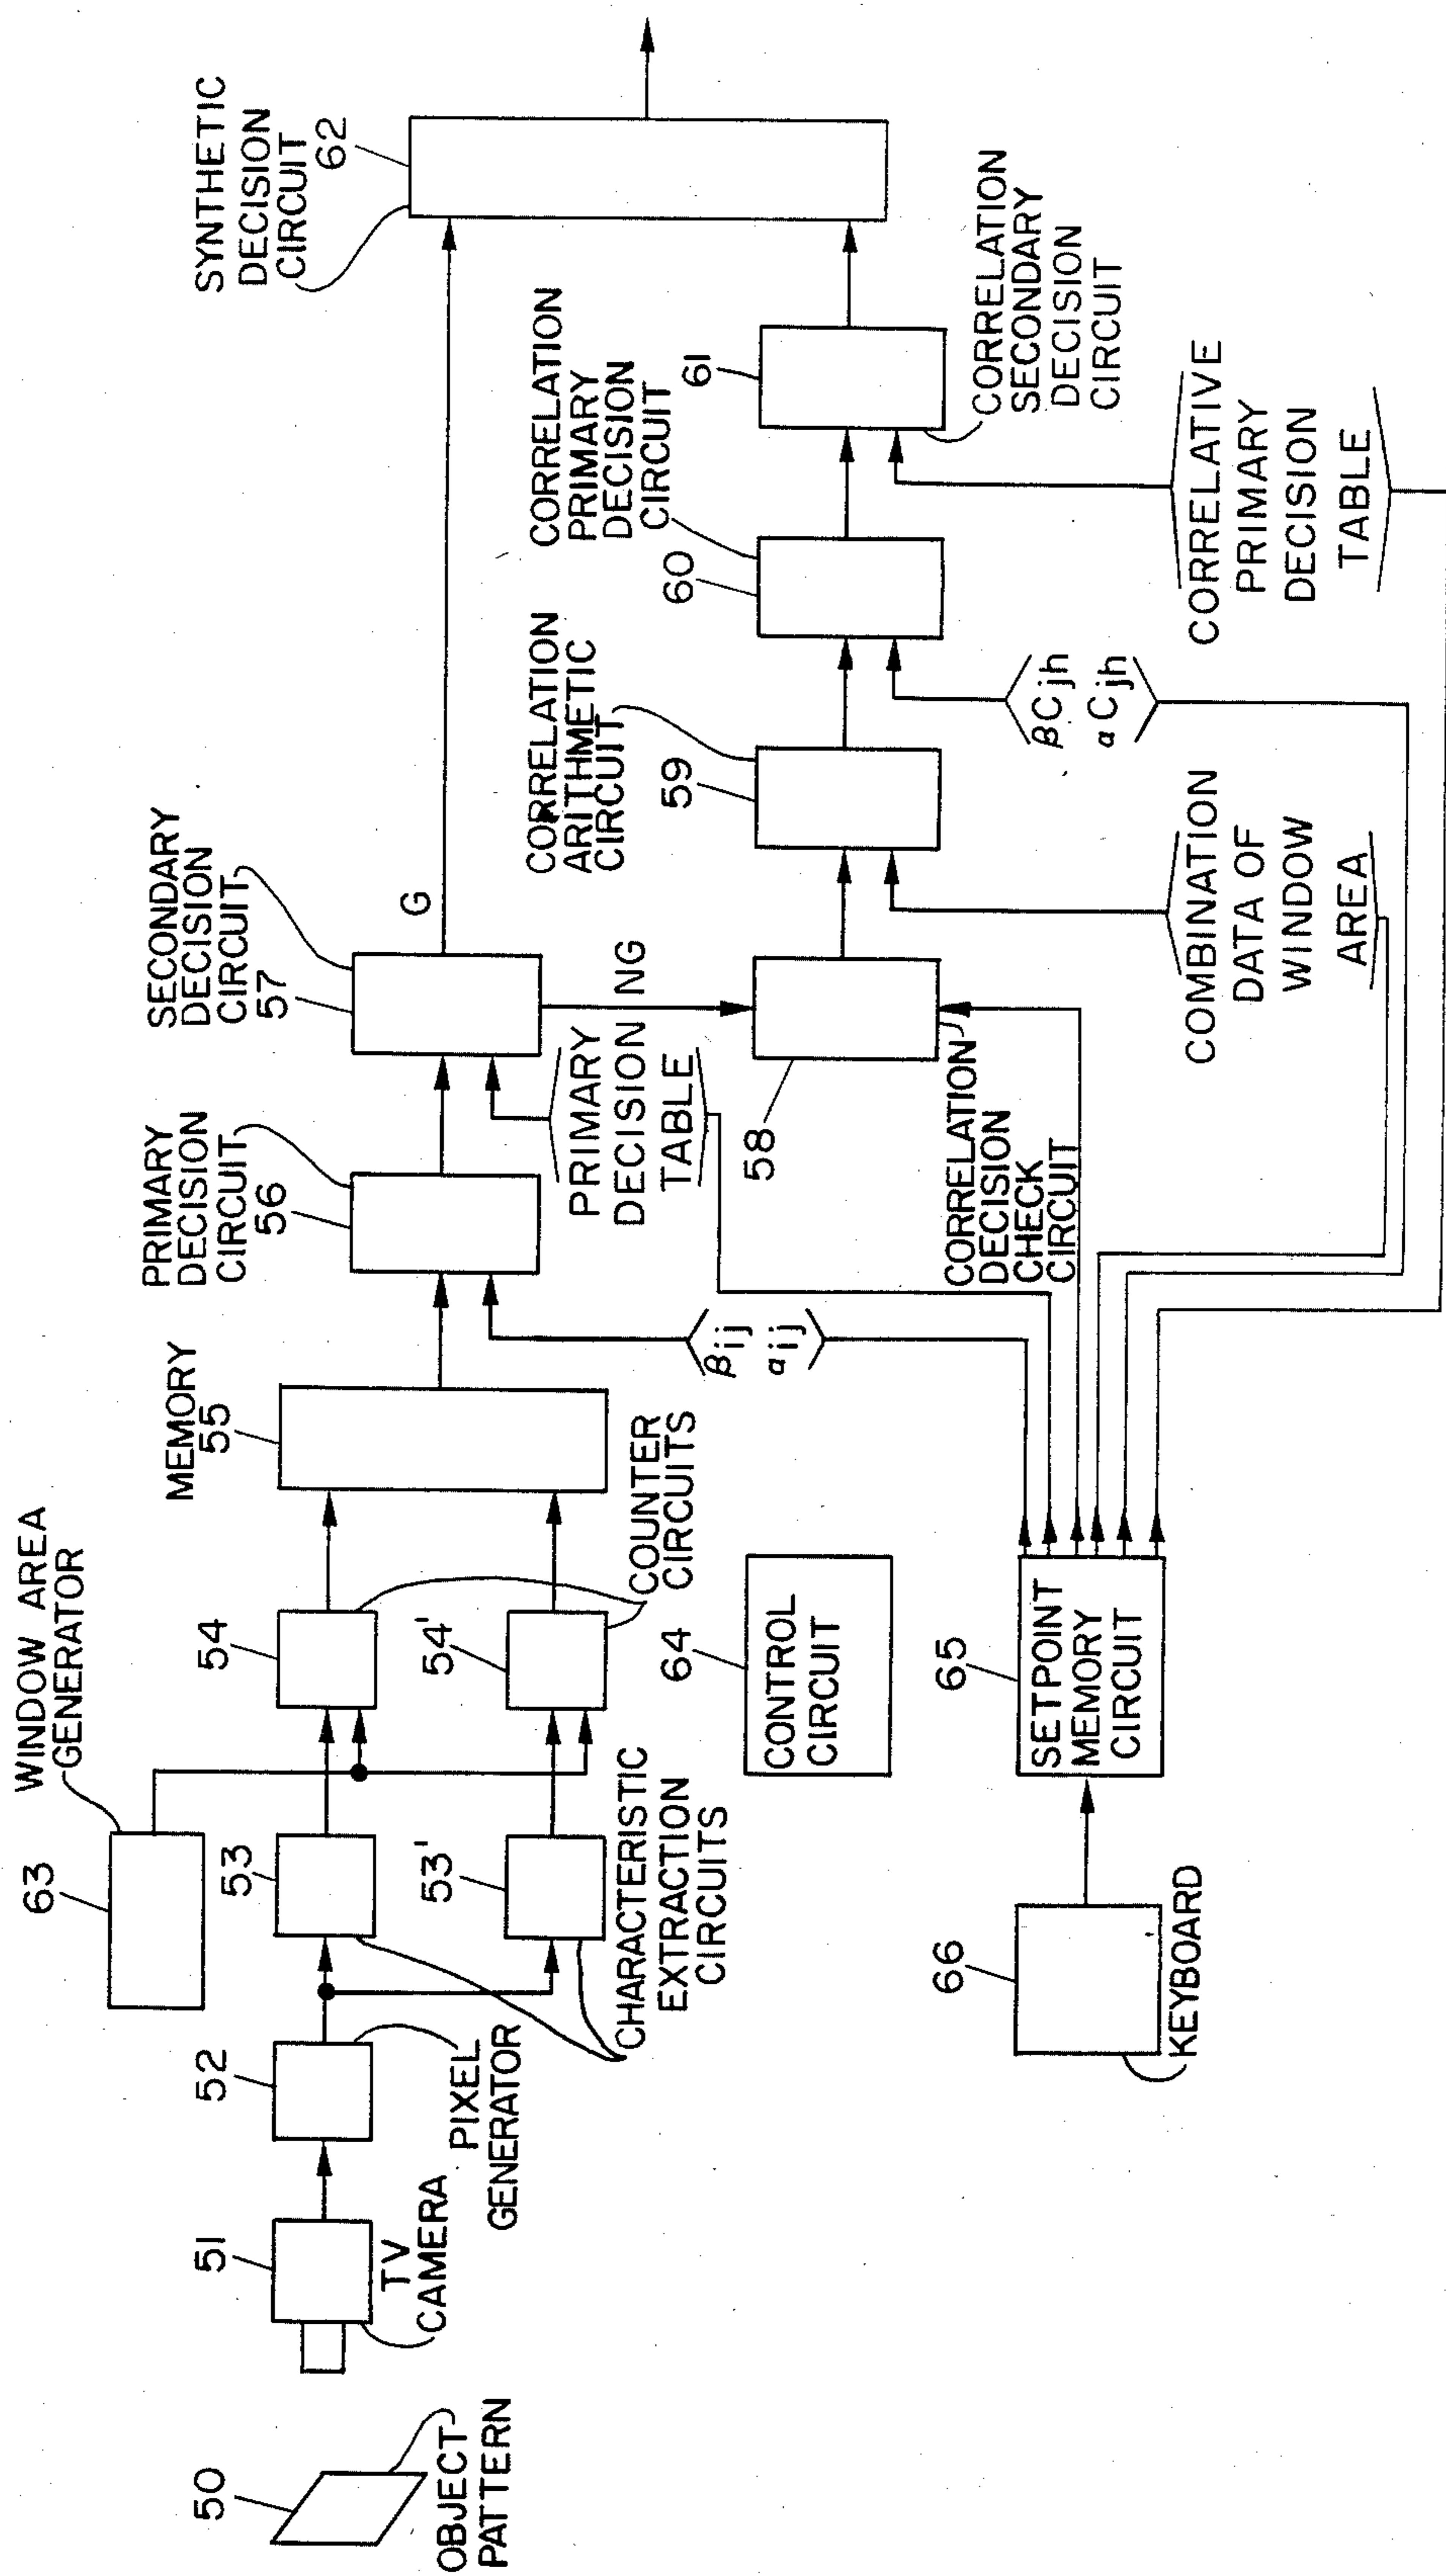 50
OBJECT
PATTERN
51
TV
CAMERA
52
PIXEL
GENERATOR
63
WINDOW AREA
GENERATOR
53
53'
CHARACTERISTIC
EXTRACTION
CIRCUITS
54
54'
COUNTER
CIRCUITS
MEMORY
55
PRIMARY
DECISION
CIRCUIT
56
βij
αij
SECONDARY
DECISION
CIRCUIT
57
PRIMARY
DECISION
TABLE
G
NG
58
CORRELATION
DECISION
CHECK
CIRCUIT
CORRELATION
ARITHMETIC
CIRCUIT
59
COMBINATION
DATA OF
WINDOW
AREA
CORRELATION
PRIMARY
DECISION
CIRCUIT
60
βCjh
αCjh
61
CORRELATION
SECONDARY
DECISION
CIRCUIT
CORRELATIVE
PRIMARY
DECISION
TABLE
SYNTHETIC
DECISION
CIRCUIT
62
64
CONTROL
CIRCUIT
65
SETPOINT
MEMORY
CIRCUIT
66
KEYBOARD